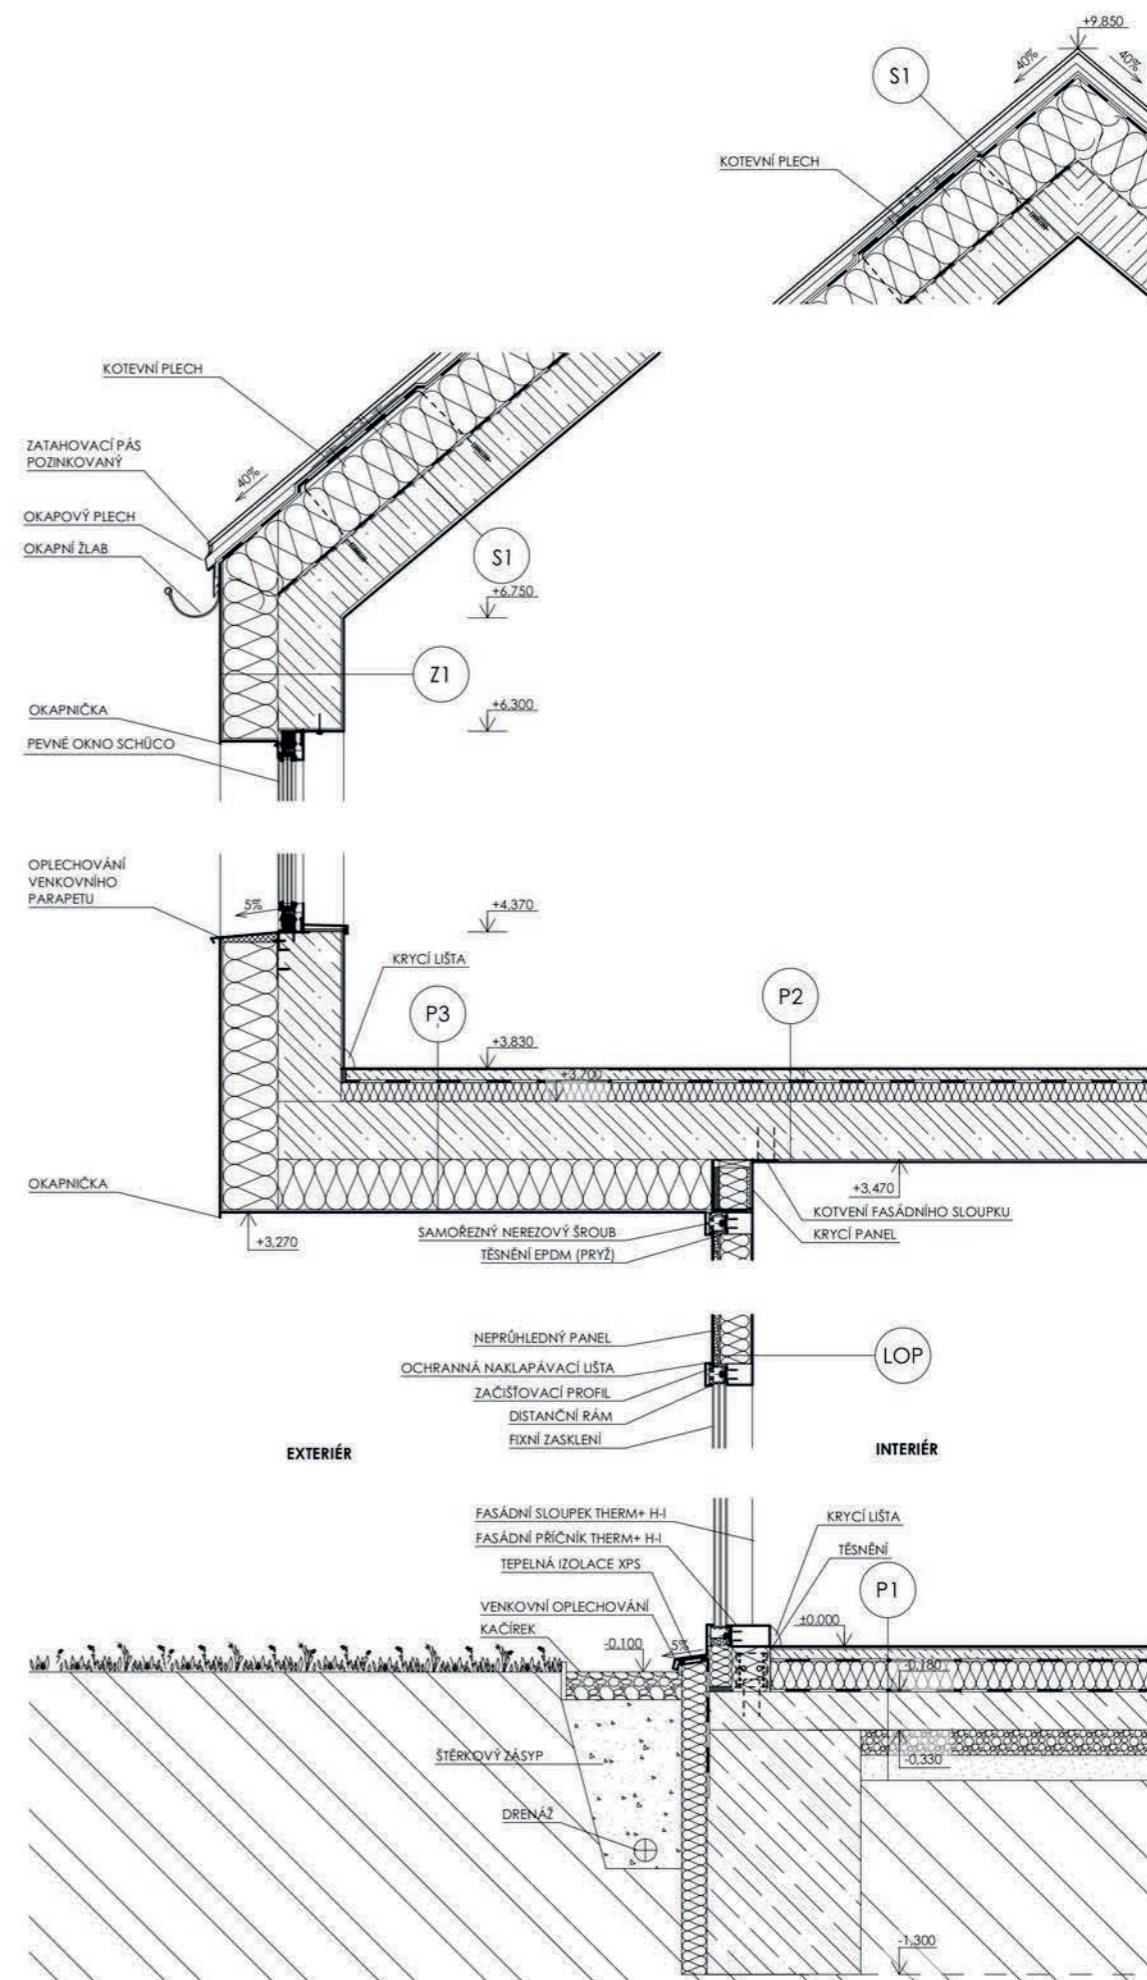 +9,850
40%
40%
S1
KOTEVNÍ PLECH
KOTEVNÍ PLECH
ZATAHOVACÍ PÁS
POZINKOVANÝ
40%
OKAPOVÝ PLECH
OKAPNÍ ŽLAB
S1
+6,750
Z1
+6,300
OKAPNIČKA
PEVNÉ OKNO SCHÜCO
OPLECHOVÁNÍ
VENKOVNÍHO
PARAPETU
5%
+4,370
KRYCÍ LIŠTA
P3
P2
+3,830
+3,700
OKAPNIČKA
+3,470
KOTVENÍ FASÁDNÍHO SLOUPKU
+3,270
SAMOŘEZNÝ NEREZOVÝ ŠROUB
KRYCÍ PANEL
TĚSNĚNÍ EPDM (PRYŽ)
NEPRŮHLEDNÝ PANEL
LOP
OCHRANNÁ NAKLAPÁVACÍ LIŠTA
ZAČIŠŤOVACÍ PROFIL
DISTANČNÍ RÁM
FIXNÍ ZASKLENÍ
EXTERIÉR
INTERIÉR
FASÁDNÍ SLOUPEK THERM+ H-I
KRYCÍ LIŠTA
FASÁDNÍ PŘÍČNÍK THERM+ H-I
TĚSNĚNÍ
TEPELNÁ IZOLACE XPS
P1
VENKOVNÍ OPLECHOVÁNÍ
KAČÍREK
±0,000
-0,100
5%
-0,180
ŠTĚRKOVÝ ZÁSYP
-0,330
DRENÁŽ
-1,300